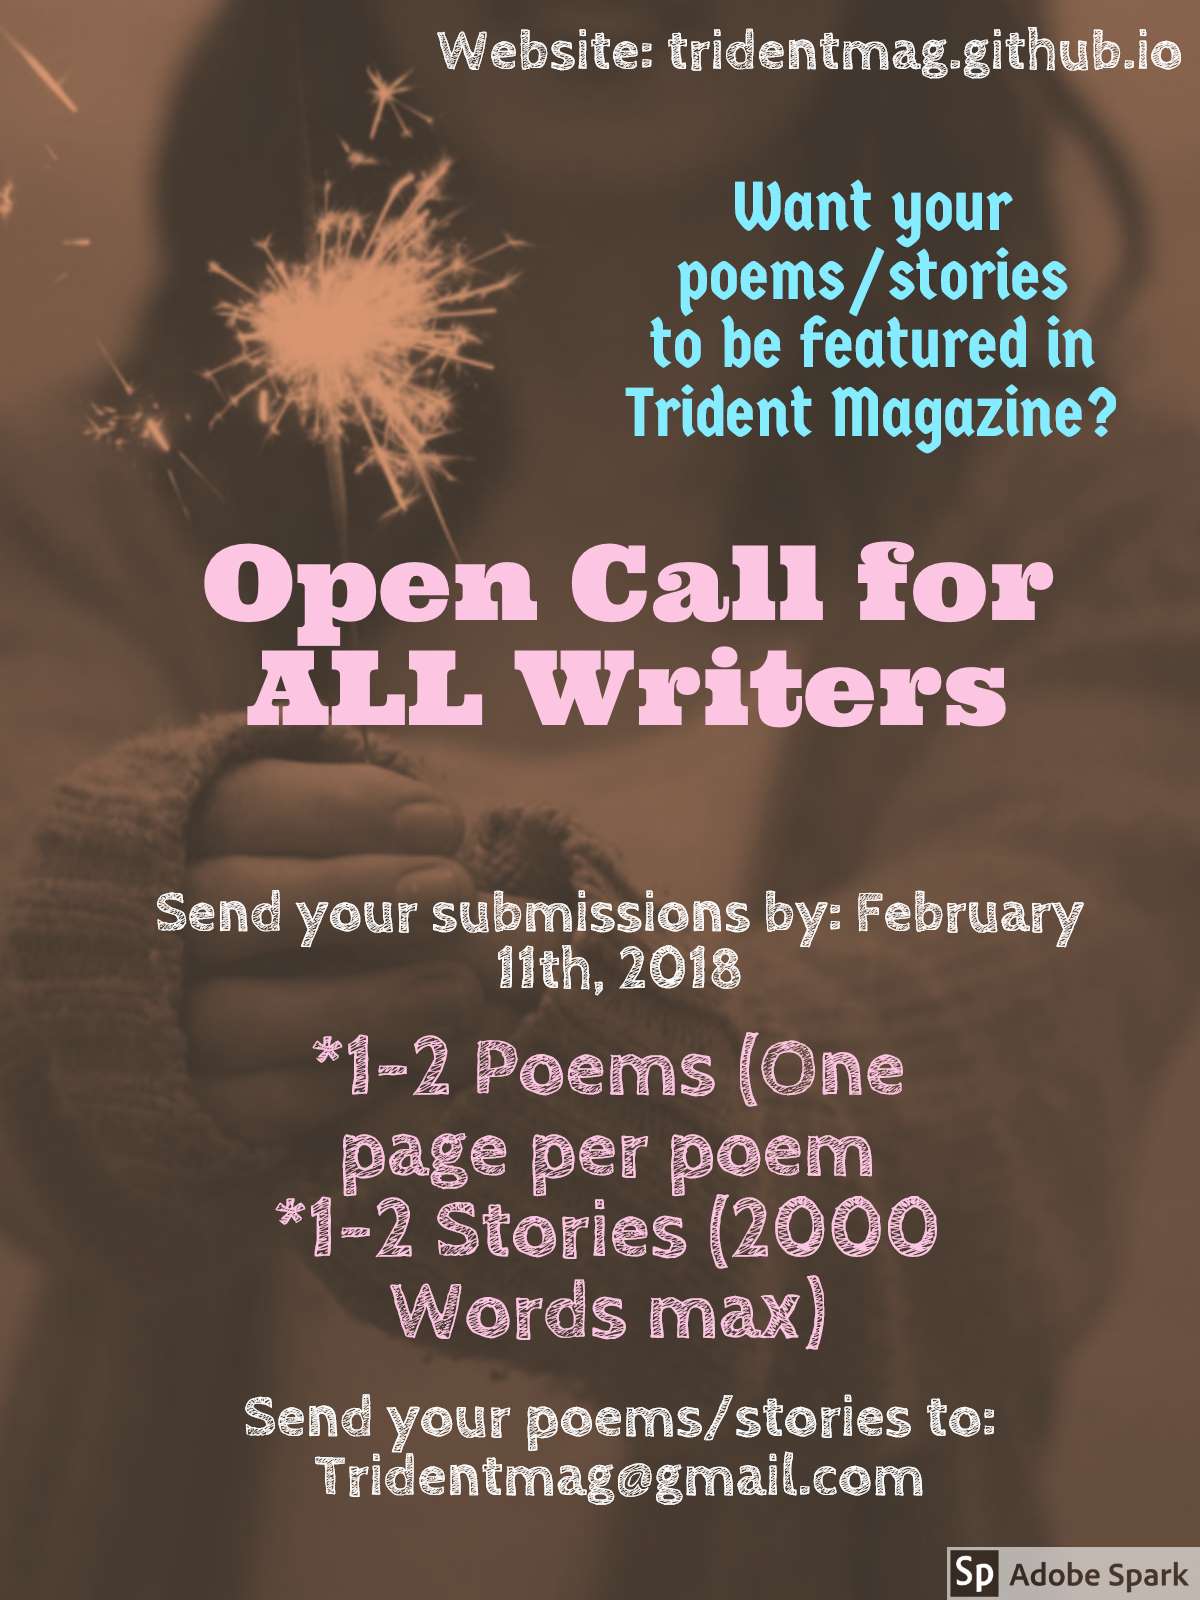 Website: tridentmag.github.io
Want your
poems/stories
to be featured in
Trident Magazine?
Open Call for
ALL Writers
Send your submissions by: February
11th, 2018
*1-2 Poems (One
page per poem
*1-2 Stories (2000
Words max)
Send your poems/stories to:
Tridentmag@gmail.com
Sp Adobe Spark